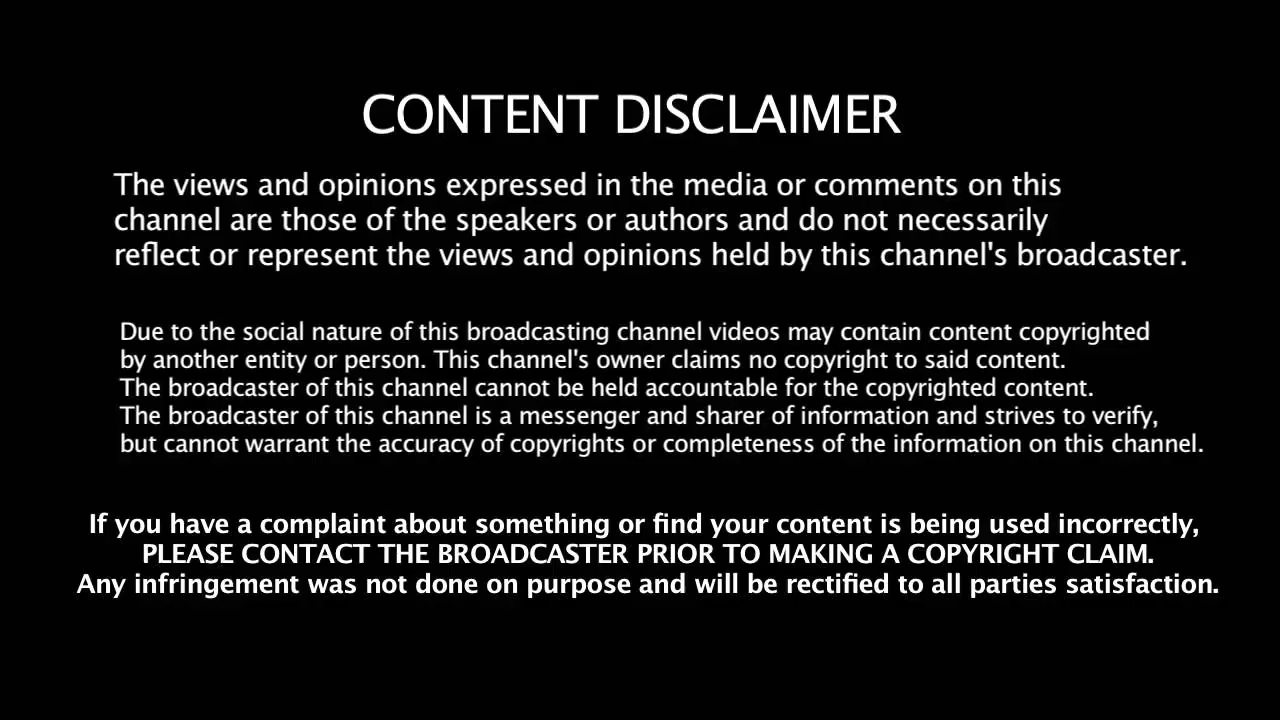 CONTENT DISCLAIMER
The views and opinions expressed in the media or comments on this
channel are those of the speakers or authors and do not necessarily
reflect or represent the views and opinions held by this channel's broadcaster.
Due to the social nature of this broadcasting channel videos may contain content copyrighted
by another entity or person. This channel's owner claims no copyright to said content.
The broadcaster of this channel cannot be held accountable for the copyrighted content.
The broadcaster of this channel is a messenger and sharer of information and strives to verify,
but cannot warrant the accuracy of copyrights or completeness of the information on this channel.
If you have a complaint about something or find your content is being used incorrectly,
PLEASE CONTACT THE BROADCASTER PRIOR TO MAKING A COPYRIGHT CLAIM.
Any infringement was not done on purpose and will be rectified to all parties satisfaction.